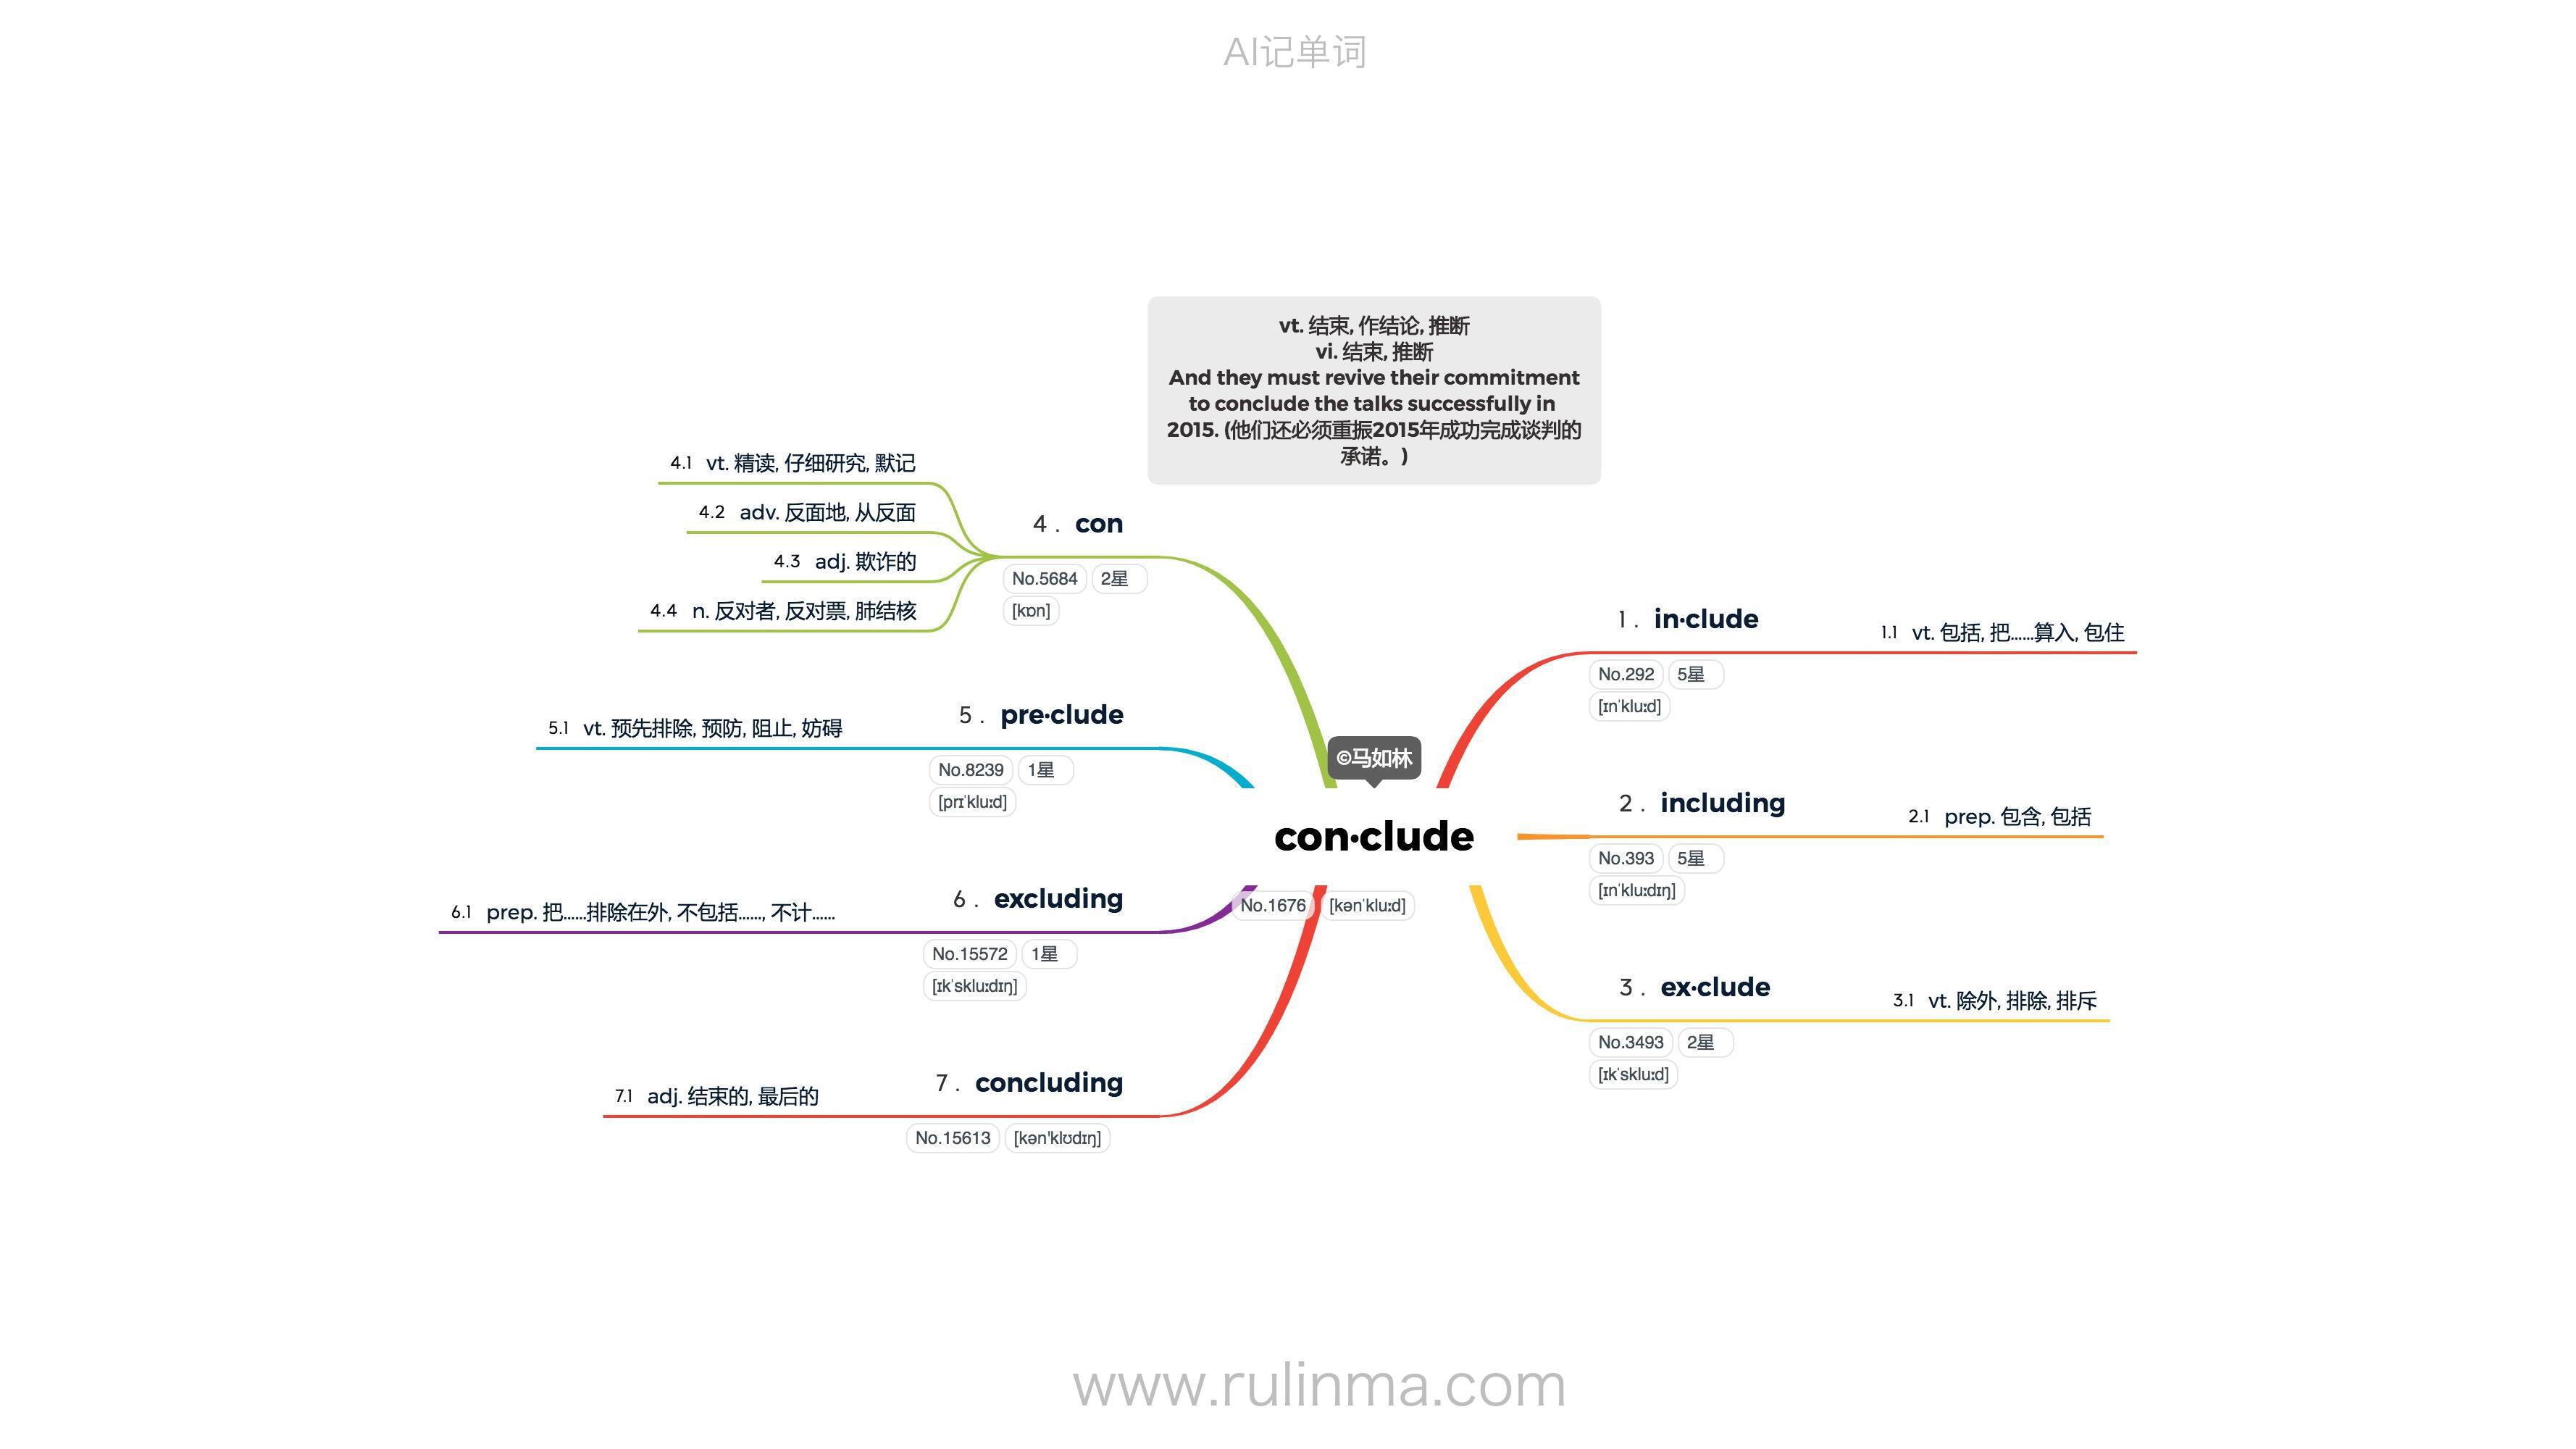 AI记单词
vt. 结束, 作结论, 推断
vi. 结束, 推断
And they must revive their commitment
to conclude the talks successfully in
2015. (他们还必须重振2015年成功完成谈判的
承诺。)
©马如林
con·clude
No.1676 [kənˈkluːd]
1. in·clude
No.292 5星
[ɪnˈkluːd]
1.1 vt. 包括, 把……算入, 包住
2. including
No.393 5星
[ɪnˈkluːdɪŋ]
2.1 prep. 包含, 包括
3. ex·clude
No.3493 2星
[ɪkˈskluːd]
3.1 vt. 除外, 排除, 排斥
4. con
No.5684 2星
[kɒn]
4.1 vt. 精读, 仔细研究, 默记
4.2 adv. 反面地, 从反面
4.3 adj. 欺诈的
4.4 n. 反对者, 反对票, 肺结核
5. pre·clude
No.8239 1星
[prɪˈkluːd]
5.1 vt. 预先排除, 预防, 阻止, 妨碍
6. excluding
No.15572 1星
[ɪkˈskluːdɪŋ]
6.1 prep. 把……排除在外, 不包括……, 不计……
7. concluding
No.15613 [kən'klʊdɪŋ]
7.1 adj. 结束的, 最后的
www.rulinma.com